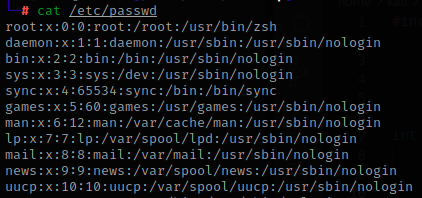 # cat /etc/passwd
root:x:0:0:root:/root:/usr/bin/zsh
daemon:x:1:1:daemon:/usr/sbin:/usr/sbin/nologin
bin:x:2:2:bin:/bin:/usr/sbin/nologin
sys:x:3:3:sys:/dev:/usr/sbin/nologin
sync:x:4:65534:sync:/bin:/bin/sync
games:x:5:60:games:/usr/games:/usr/sbin/nologin
man:x:6:12:man:/var/cache/man:/usr/sbin/nologin
lp:x:7:7:lp:/var/spool/lpd:/usr/sbin/nologin
mail:x:8:8:mail:/var/mail:/usr/sbin/nologin
news:x:9:9:news:/var/spool/news:/usr/sbin/nologin
uucp:x:10:10:uucp:/var/spool/uucp:/usr/sbin/nologin